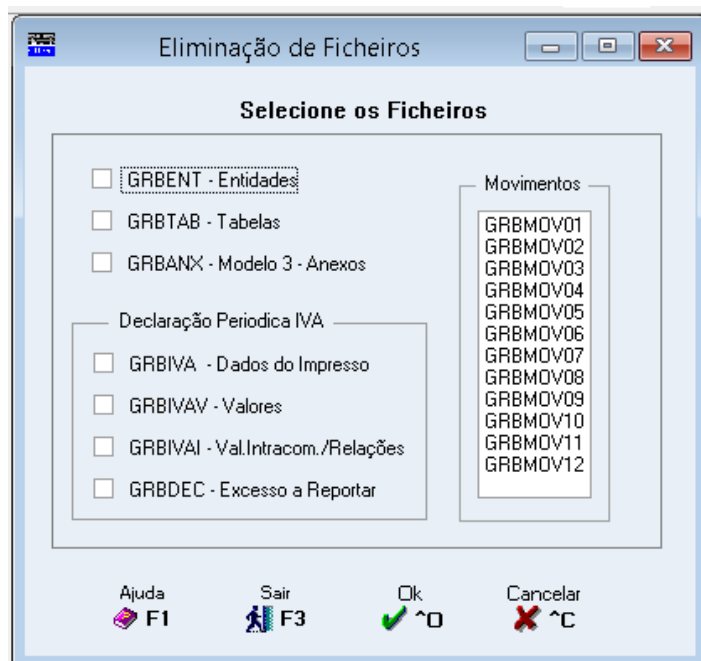 Eliminação de Ficheiros
Selecione os Ficheiros
GRBENT - Entidades
GRBTAB - Tabelas
GRBANX - Modelo 3 - Anexos
Declaração Periodica IVA
GRBIVA - Dados do Impresso
GRBIVAV - Valores
GRBIVAI - Val.Intracom./Relações
GRBDEC - Excesso a Reportar
Movimentos
GRBMOV01
GRBMOV02
GRBMOV03
GRBMOV04
GRBMOV05
GRBMOV06
GRBMOV07
GRBMOV08
GRBMOV09
GRBMOV10
GRBMOV11
GRBMOV12
Ajuda
F1
Sair
F3
Ok
^O
Cancelar
^C